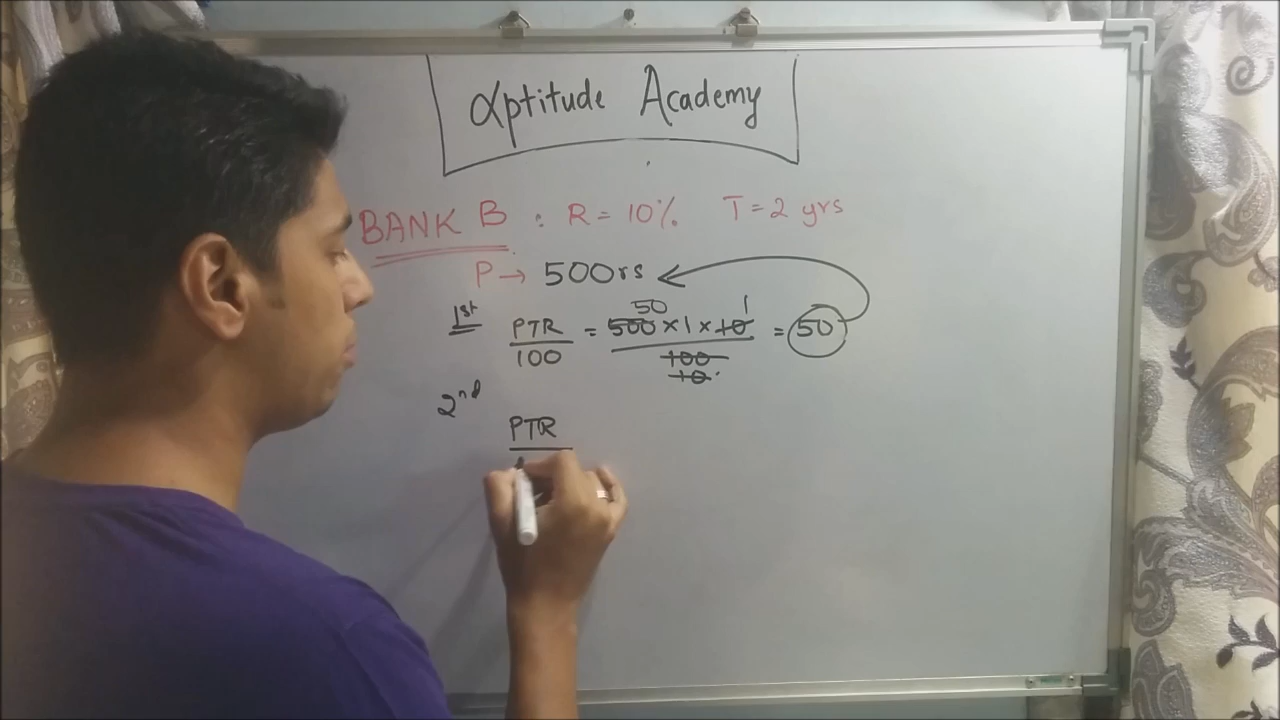 αptitude Academy
BANK B : R = 10% T = 2 yrs
P → 500rs
1st PTR/100 = 50 1 500 × 1 × 10 / 100 10 = 50
2nd
PTR